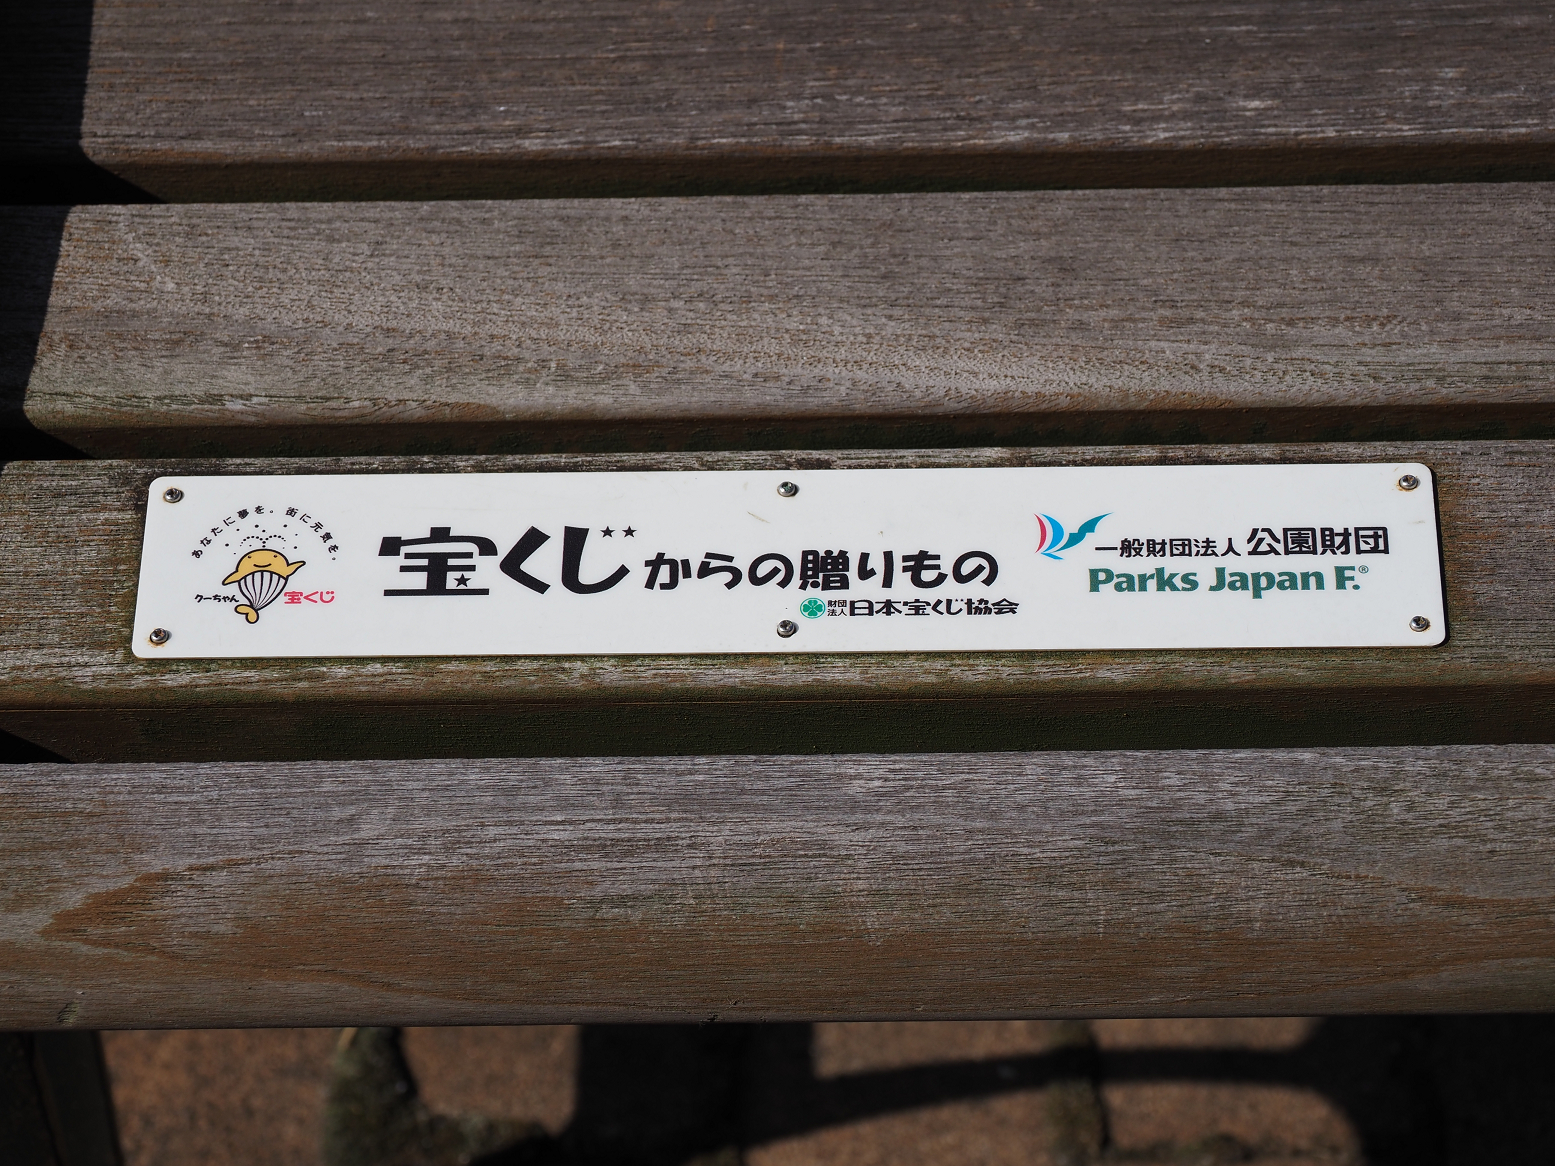 あなたに夢を。街に元気を。
クーちゃん 宝くじ
宝くじからの贈りもの
財団法人 日本宝くじ協会
一般財団法人 公園財団
Parks Japan F.®